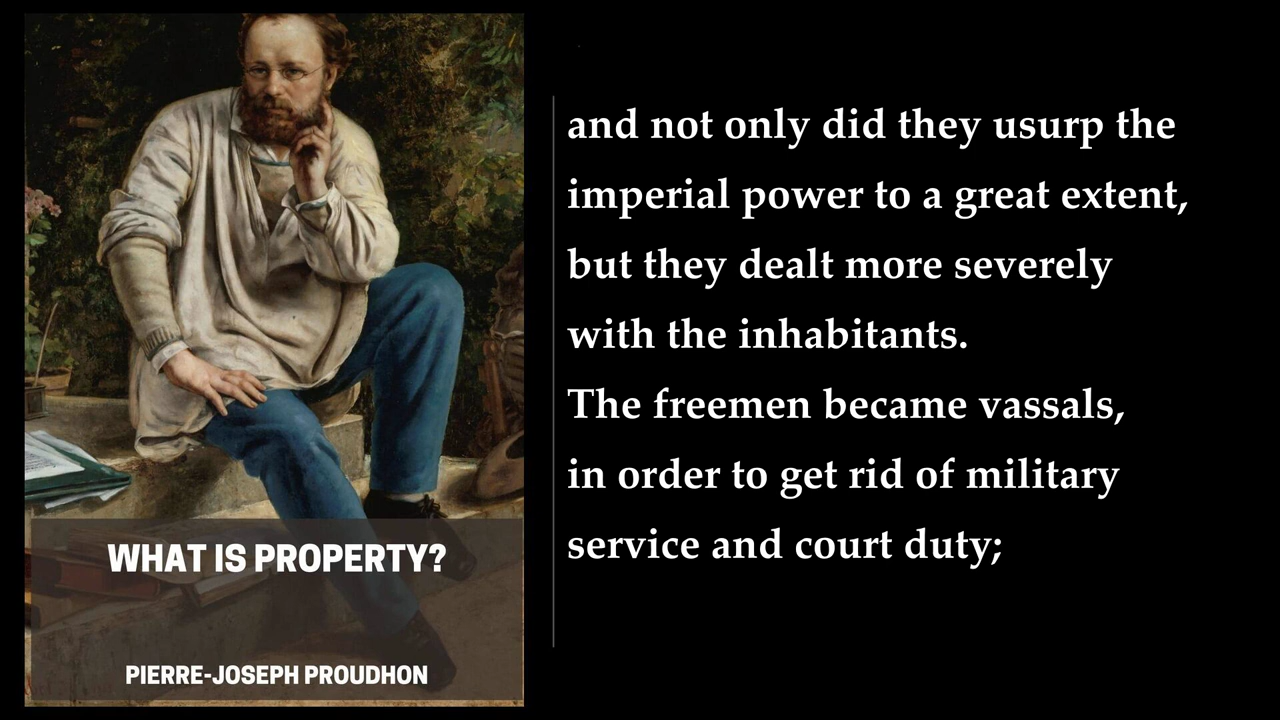 WHAT IS PROPERTY?
PIERRE-JOSEPH PROUDHON
and not only did they usurp the
imperial power to a great extent,
but they dealt more severely
with the inhabitants.
The freemen became vassals,
in order to get rid of military
service and court duty;